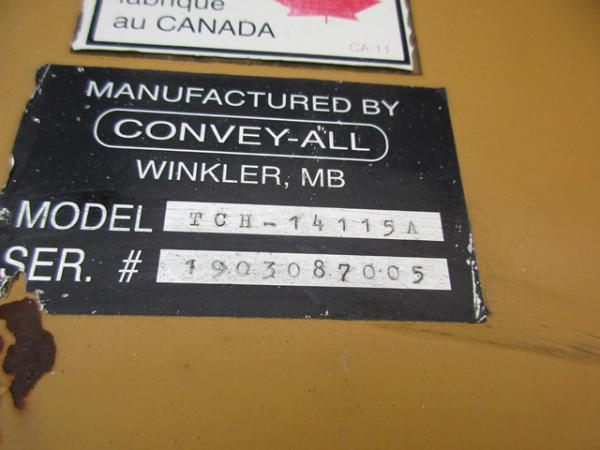 fabriqué
au CANADA
CA-11
MANUFACTURED BY
CONVEY-ALL
WINKLER, MB
MODEL TCH-14115A
SER. # 1903087005